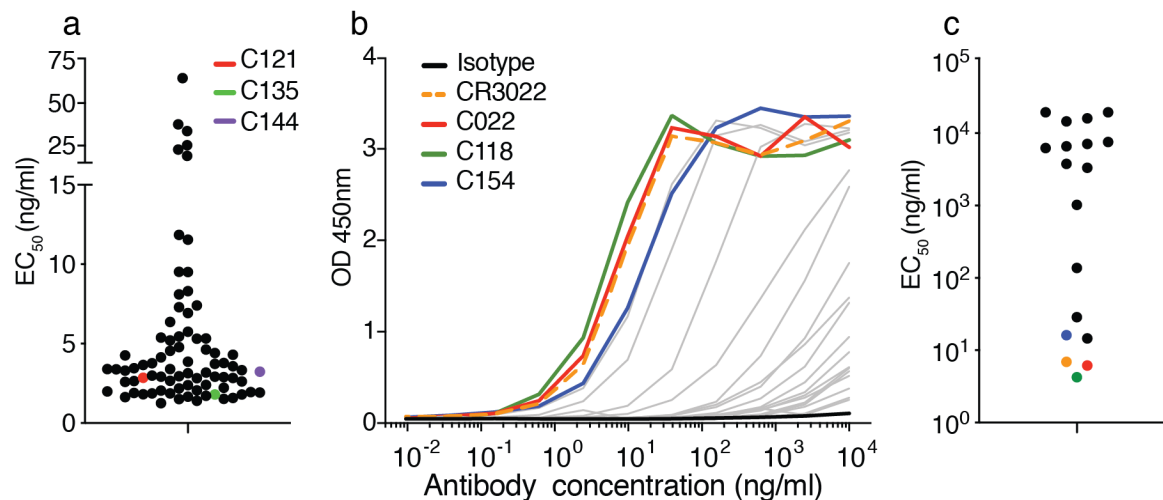 a
EC50 (ng/ml)
75
50
25
15
10
5
0
C121
C135
C144
b
OD 450nm
4
3
2
1
0
Isotype
CR3022
C022
C118
C154
10-2
10-1
100
101
102
103
104
Antibody concentration (ng/ml)
c
EC50 (ng/ml)
105
104
103
102
101
100